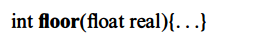 int floor(float real){. . .}